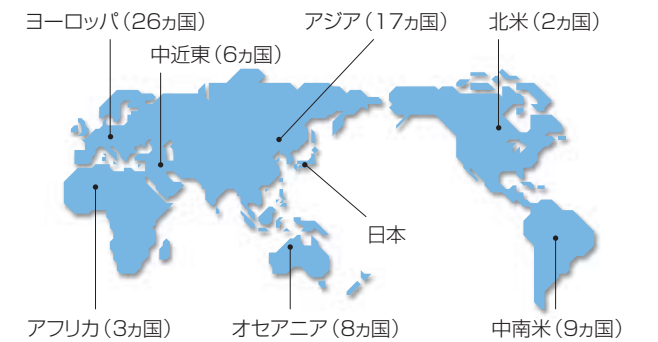 ヨーロッパ（26ヵ国）
アジア（17ヵ国）
北米（2ヵ国）
中近東（6ヵ国）
日本
アフリカ（3ヵ国）
オセアニア（8ヵ国）
中南米（9ヵ国）